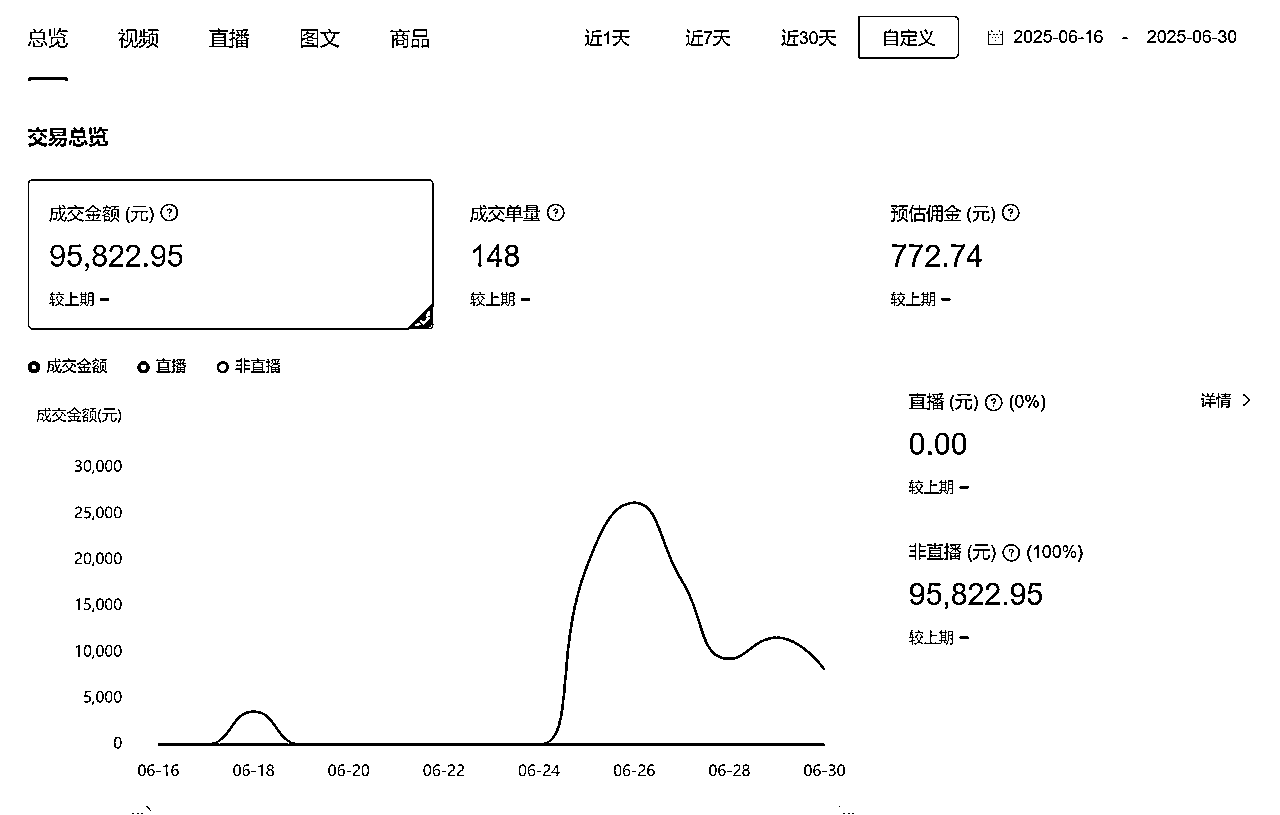 总览 视频 直播 图文 商品 近1天 近7天 近30天 自定义 2025-06-16 - 2025-06-30
交易总览
成交金额 (元) ? 成交单量 ? 预估佣金 (元) ?
95,822.95 148 772.74
较上期 - 较上期 - 较上期 -
成交金额 直播 非直播
直播 (元) ? (0%) 详情 >
成交金额(元)
0.00
30,000
较上期 -
25,000
非直播 (元) ? (100%)
20,000
95,822.95
15,000
较上期 -
10,000
5,000
0
06-16 06-18 06-20 06-22 06-24 06-26 06-28 06-30